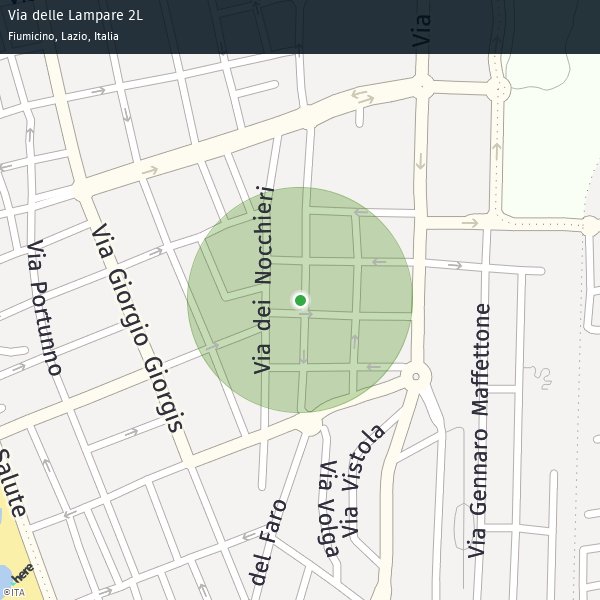 Via delle Lampare 2L
Fiumicino, Lazio, Italia
Via
Via dei Nocchieri
Via Giorgio Giorgis
Via Portunno
Via Gennaro Maffettone
Via Vistola
Via Volga
del Faro
Salute
here
©ITA